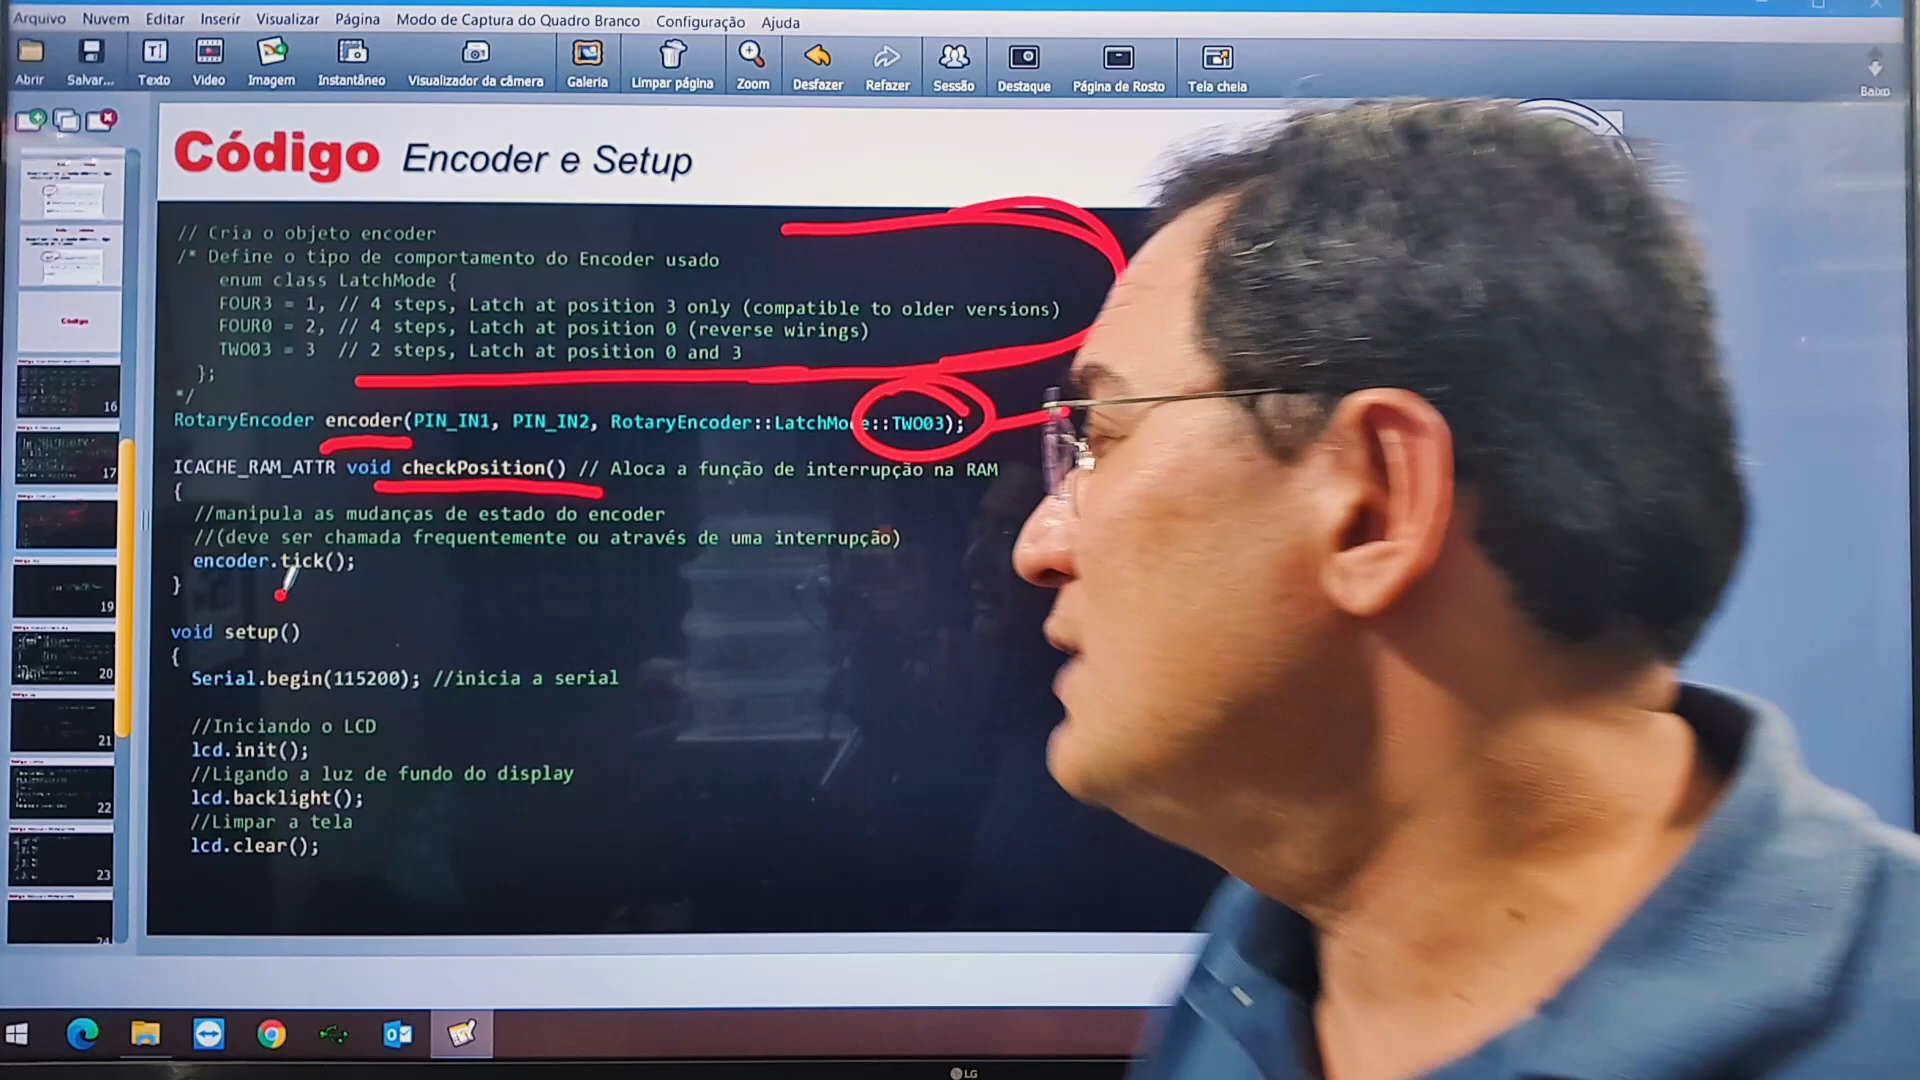 Arquivo Nuvem Editar Inserir Visualizar Página Modo de Captura do Quadro Branco Configuração Ajuda
Abrir Salvar... Texto Video Imagem Instantâneo Visualizador da câmera Galeria Limpar página Zoom Desfazer Refazer Sessão Destaque Página de Rosto Tela cheia Baixo
Código Encoder e Setup
// Cria o objeto encoder
/* Define o tipo de comportamento do Encoder usado
enum class LatchMode {
FOUR3 = 1, // 4 steps, Latch at position 3 only (compatible to older versions)
FOUR0 = 2, // 4 steps, Latch at position 0 (reverse wirings)
TWO03 = 3 // 2 steps, Latch at position 0 and 3
};
*/
RotaryEncoder encoder(PIN_IN1, PIN_IN2, RotaryEncoder::LatchMode::TWO03);
ICACHE_RAM_ATTR void checkPosition() // Aloca a função de interrupção na RAM
{
//manipula as mudanças de estado do encoder
//(deve ser chamada frequentemente ou através de uma interrupção)
encoder.tick();
}
void setup()
{
Serial.begin(115200); //inicia a serial
//Iniciando o LCD
lcd.init();
//Ligando a luz de fundo do display
lcd.backlight();
//Limpar a tela
lcd.clear();
Código
16
17
19
20
21
22
23
24
LG